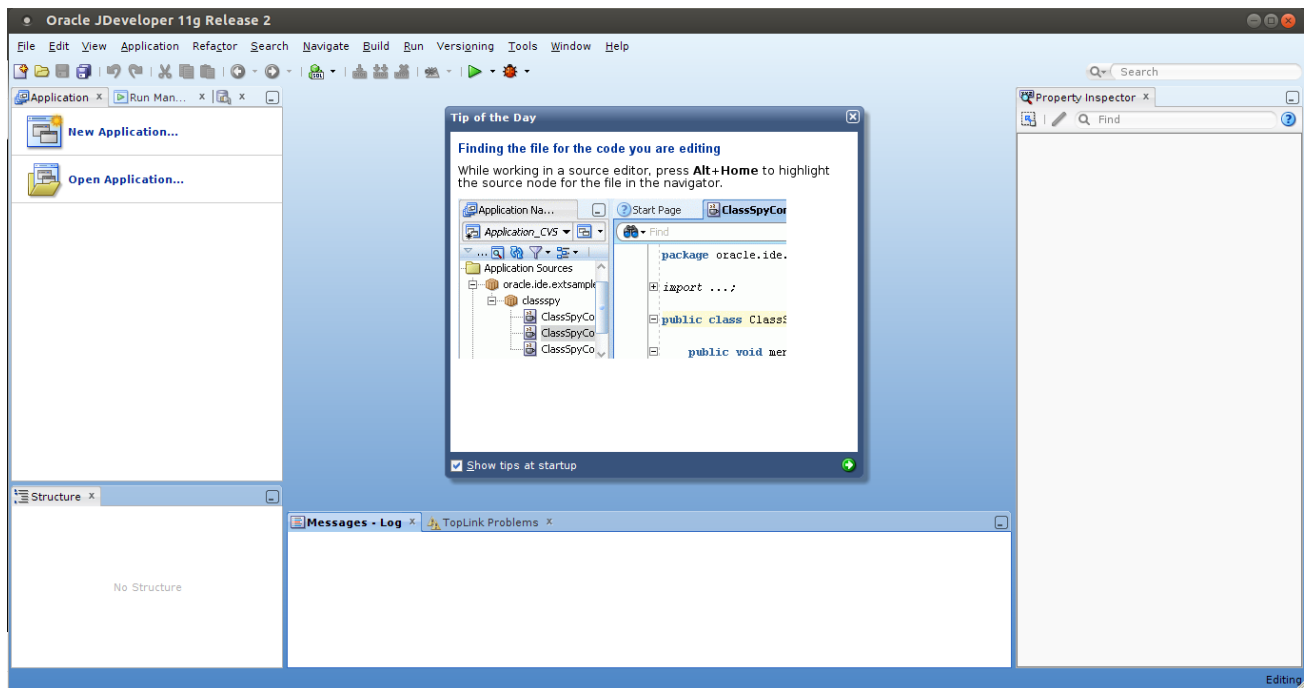 Oracle JDeveloper 11g Release 2
File Edit View Application Refactor Search Navigate Build Run Versioning Tools Window Help
Search
Application x Run Man... x x
New Application...
Open Application...
Tip of the Day
Finding the file for the code you are editing
While working in a source editor, press Alt+Home to highlight
the source node for the file in the navigator.
Application Na...
Application_CVS
...
Application Sources
oracle.ide.extsample
classspy
ClassSpyCo
ClassSpyCo
ClassSpyCo
Start Page ClassSpyCon
Find
package oracle.ide.
import ...;
public class ClassS
public void mer
Show tips at startup
Property Inspector x
Find
Structure x
No Structure
Messages - Log x TopLink Problems x
Editing